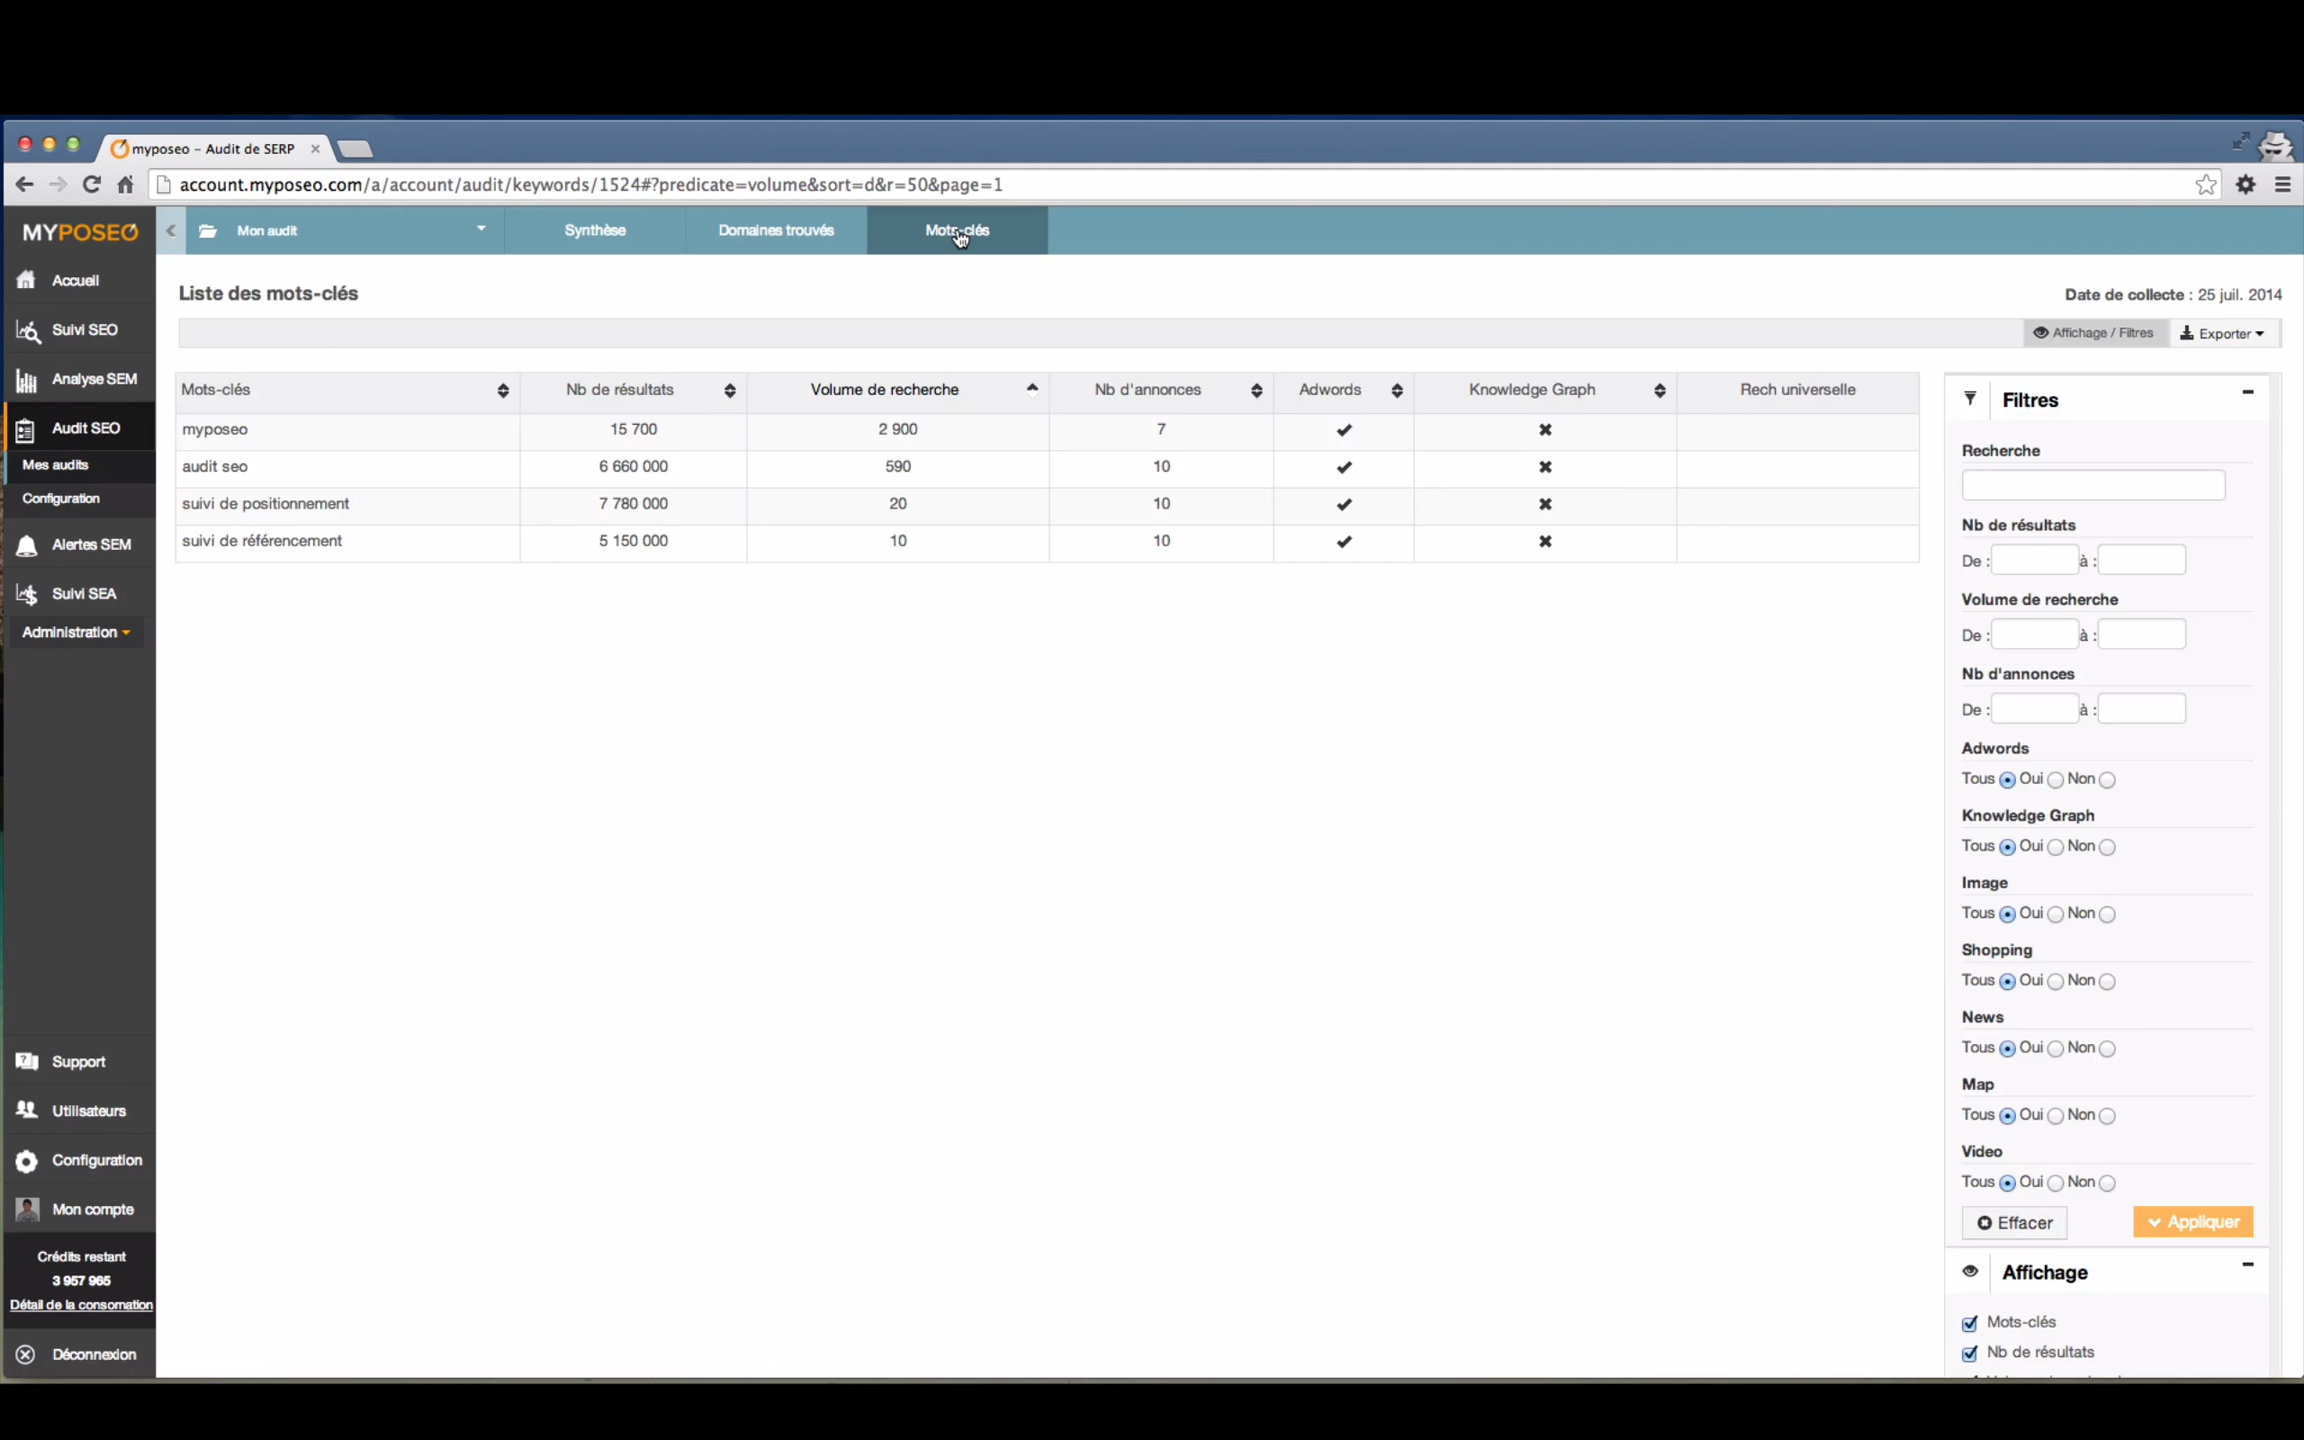 myposeo – Audit de SERP
account.myposeo.com/a/account/audit/keywords/1524#?predicate=volume&sort=d&r=50&page=1
MYPOSEO
Mon audit
Synthèse
Domaines trouvés
Mots-clés
Accueil
Suivi SEO
Analyse SEM
Audit SEO
Mes audits
Configuration
Alertes SEM
Suivi SEA
Administration
Support
Utilisateurs
Configuration
Mon compte
Crédits restant
3 957 965
Détail de la consomation
Déconnexion
Liste des mots-clés
Date de collecte : 25 juil. 2014
Affichage / Filtres
Exporter
Mots-clés Nb de résultats Volume de recherche Nb d'annonces Adwords Knowledge Graph Rech universelle
myposeo 15 700 2 900 7
audit seo 6 660 000 590 10
suivi de positionnement 7 780 000 20 10
suivi de référencement 5 150 000 10 10
Filtres
Recherche
Nb de résultats
De : à :
Volume de recherche
De : à :
Nb d'annonces
De : à :
Adwords
Tous Oui Non
Knowledge Graph
Tous Oui Non
Image
Tous Oui Non
Shopping
Tous Oui Non
News
Tous Oui Non
Map
Tous Oui Non
Video
Tous Oui Non
Effacer
Appliquer
Affichage
Mots-clés
Nb de résultats